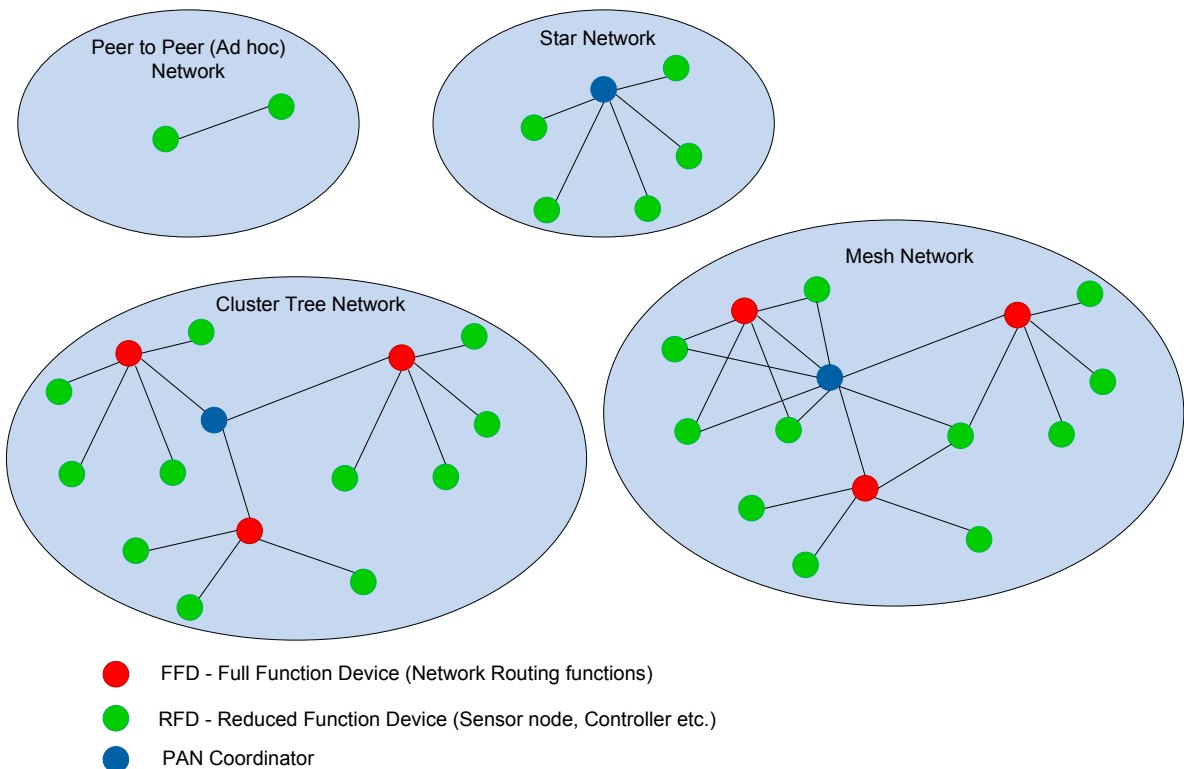 Peer to Peer (Ad hoc)
Network
Star Network
Cluster Tree Network
Mesh Network
FFD - Full Function Device (Network Routing functions)
RFD - Reduced Function Device (Sensor node, Controller etc.)
PAN Coordinator